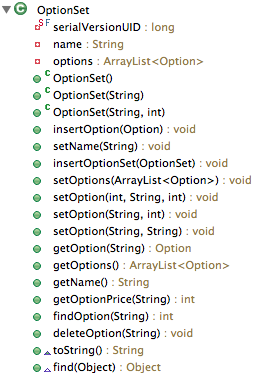 OptionSet
serialVersionUID : long
name : String
options : ArrayList<Option>
OptionSet()
OptionSet(String)
OptionSet(String, int)
insertOption(Option) : void
setName(String) : void
insertOptionSet(OptionSet) : void
setOptions(ArrayList<Option>) : void
setOption(int, String, int) : void
setOption(String, int) : void
setOption(String, String) : void
getOption(String) : Option
getOptions() : ArrayList<Option>
getName() : String
getOptionPrice(String) : int
findOption(String) : int
deleteOption(String) : void
toString() : String
find(Object) : Object